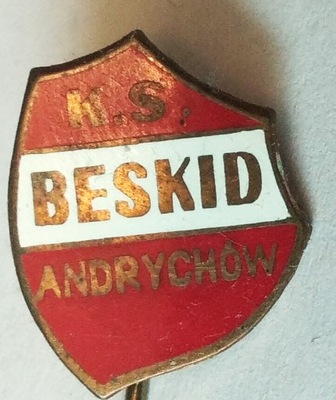 K.S.
BESKID
ANDRYCHÓW